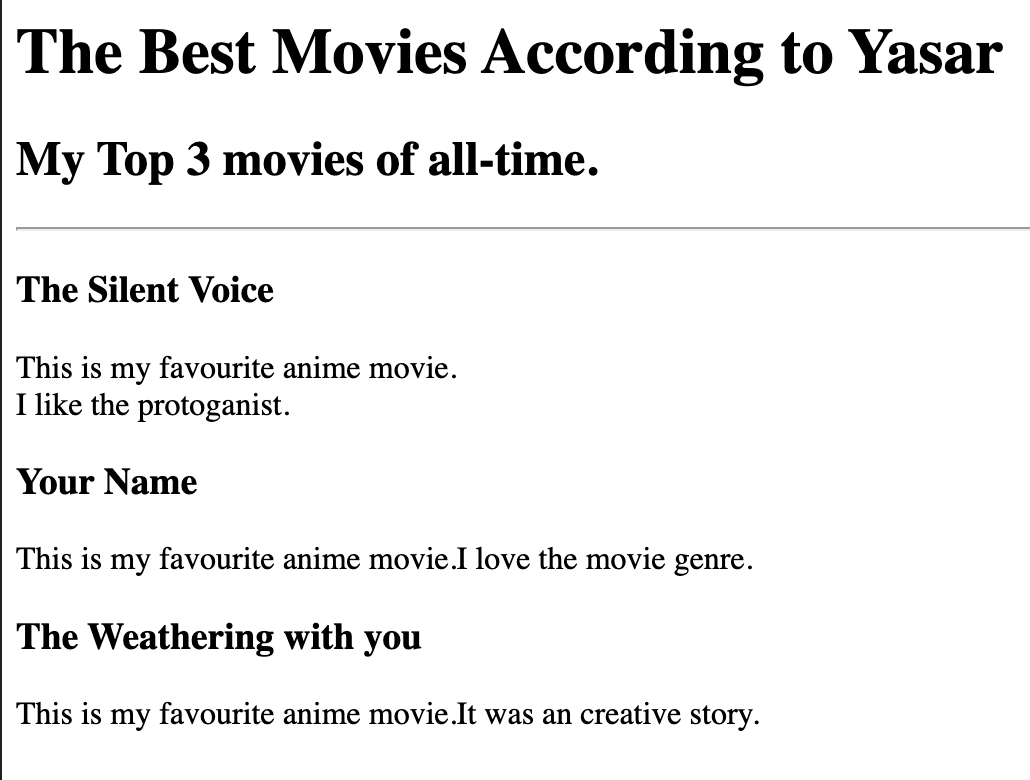 The Best Movies According to Yasar
My Top 3 movies of all-time.
The Silent Voice
This is my favourite anime movie.
I like the protoganist.
Your Name
This is my favourite anime movie.I love the movie genre.
The Weathering with you
This is my favourite anime movie.It was an creative story.